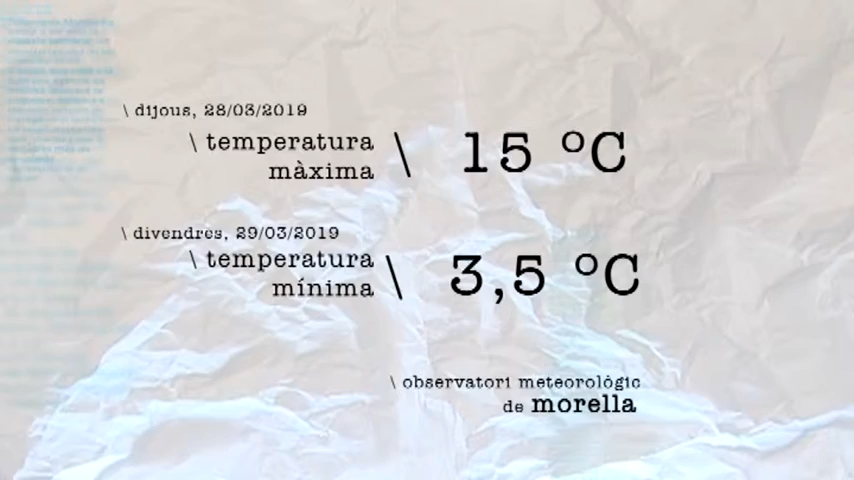 \ dijous, 28/03/2019
\ temperatura
màxima
\ 15 ºC
\ divendres, 29/03/2019
\ temperatura
mínima
\ 3,5 ºC
\ observatori meteorològic
de morella